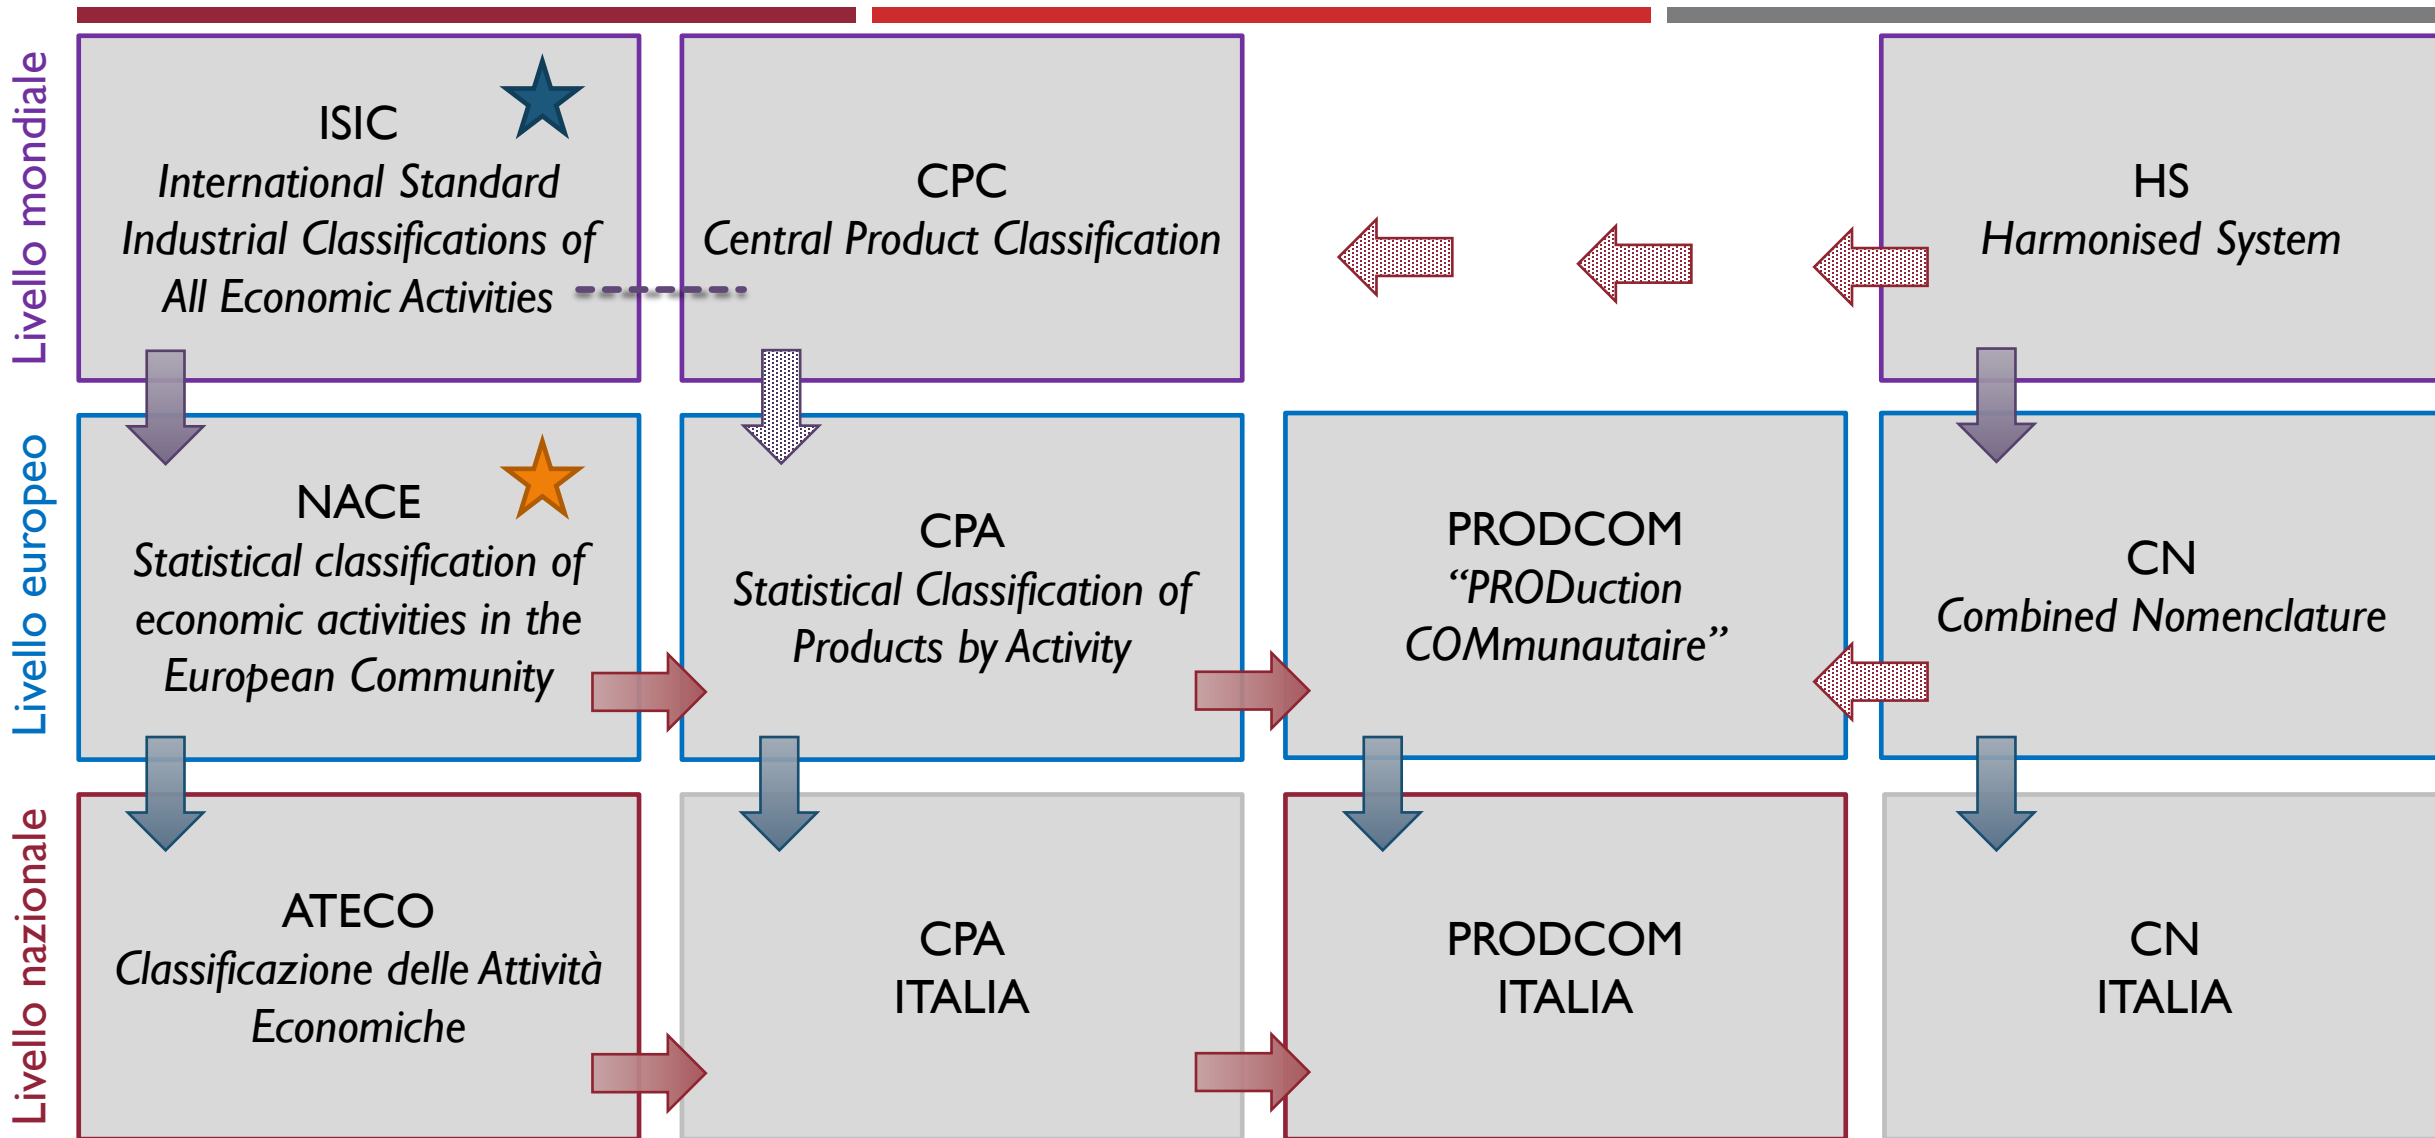 Livello mondiale
ISIC
International Standard
Industrial Classifications of
All Economic Activities
CPC
Central Product Classification
HS
Harmonised System
Livello europeo
NACE
Statistical classification of
economic activities in the
European Community
CPA
Statistical Classification of
Products by Activity
PRODCOM
“PRODuction
COMmunautaire”
CN
Combined Nomenclature
Livello nazionale
ATECO
Classificazione delle Attività
Economiche
CPA
ITALIA
PRODCOM
ITALIA
CN
ITALIA